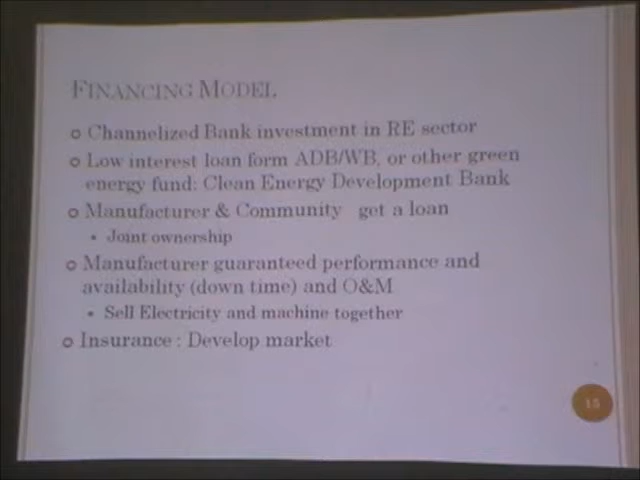 FINANCING MODEL
Channelized Bank investment in RE sector
Low interest loan form ADB/WB, or other green
energy fund: Clean Energy Development Bank
Manufacturer & Community get a loan
Joint ownership
Manufacturer guaranteed performance and
availability (down time) and O&M
Sell Electricity and machine together
Insurance : Develop market
15